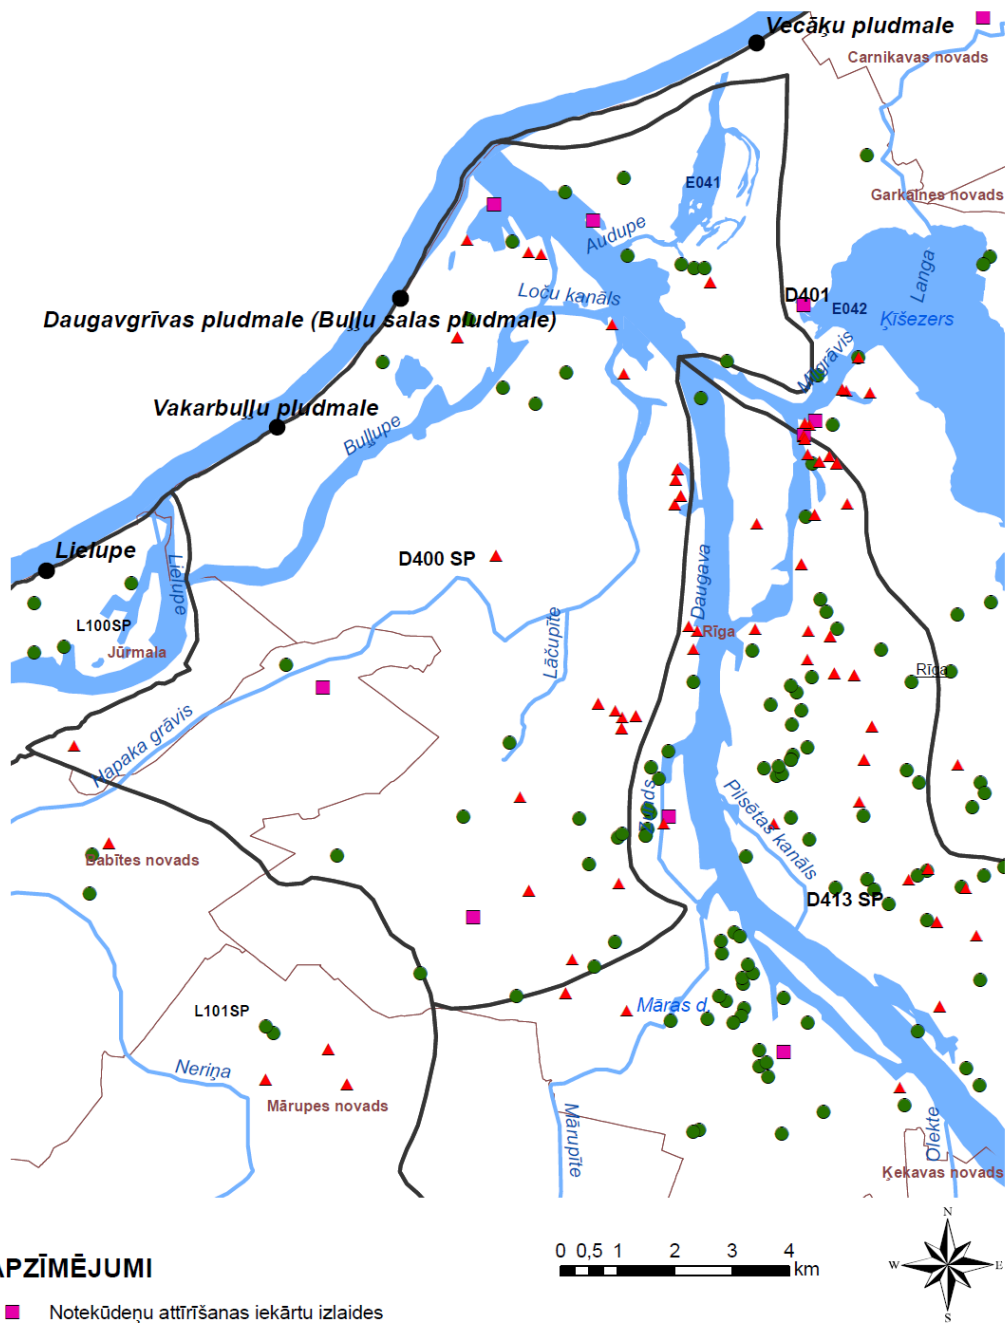 Vecāķu pludmale
Carnikavas novads
E041
Garkalnes novads
Audupe
Langa
Loču kanāls
D401
E042
Ķīšezers
Daugavgrīvas pludmale (Buļļu salas pludmale)
Mīlgrāvis
Vakarbuļļu pludmale
Buļļupe
Lielupe
D400 SP
Lielupe
Daugava
L100SP
Rīga
Jūrmala
Lāčupīte
Rīga
Hapaka grāvis
Zunds
Pilsētas kanāls
Babītes novads
D413 SP
L101SP
Māras d.
Neriņa
Mārupes novads
Mārupīte
Olekte
Ķekavas novads
N
APZĪMĒJUMI
0 0,5 1 2 3 4
km
W E
S
Notekūdeņu attīrīšanas iekārtu izlaides